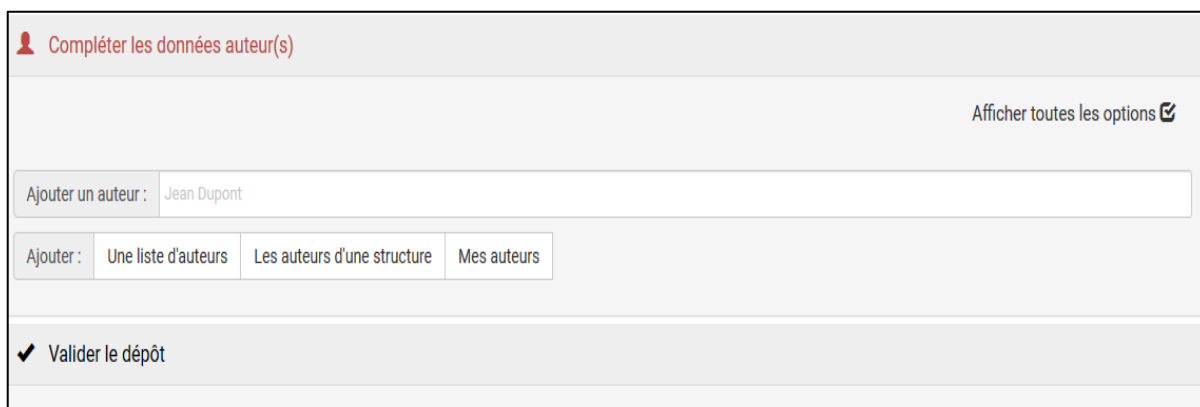 Compléter les données auteur(s)
Afficher toutes les options
Ajouter un auteur : Jean Dupont
Ajouter : Une liste d'auteurs Les auteurs d'une structure Mes auteurs
Valider le dépôt